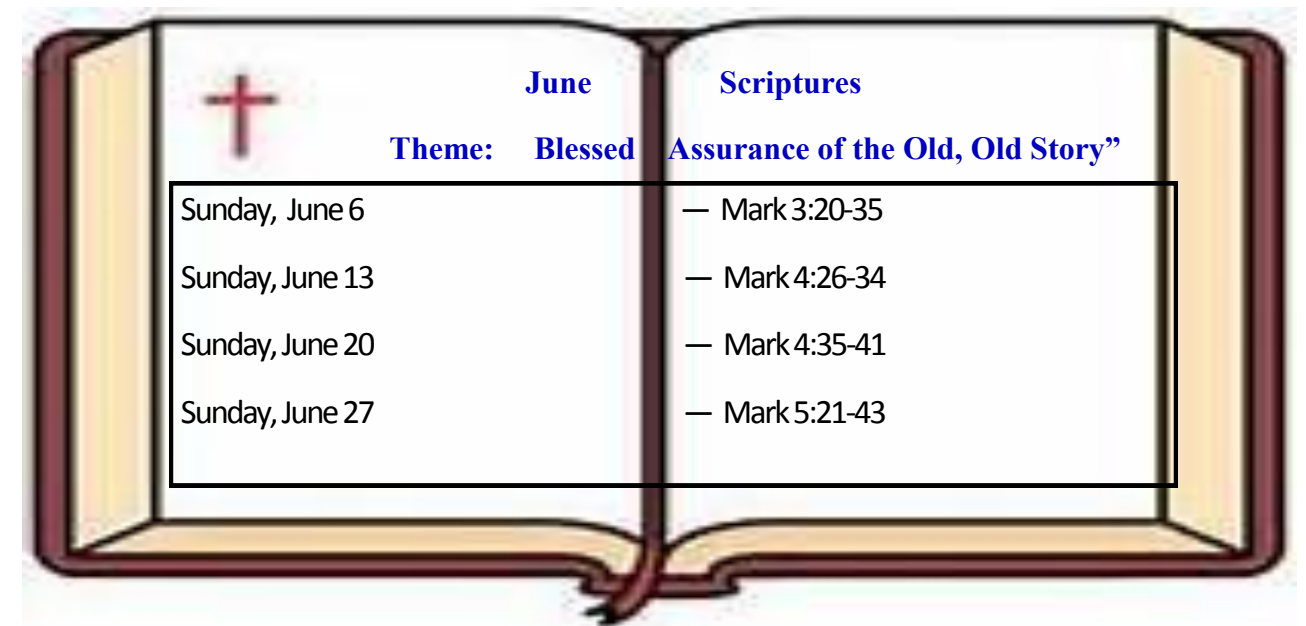 June Scriptures
Theme: Blessed Assurance of the Old, Old Story”
Sunday, June 6 — Mark 3:20-35
Sunday, June 13 — Mark 4:26-34
Sunday, June 20 — Mark 4:35-41
Sunday, June 27 — Mark 5:21-43